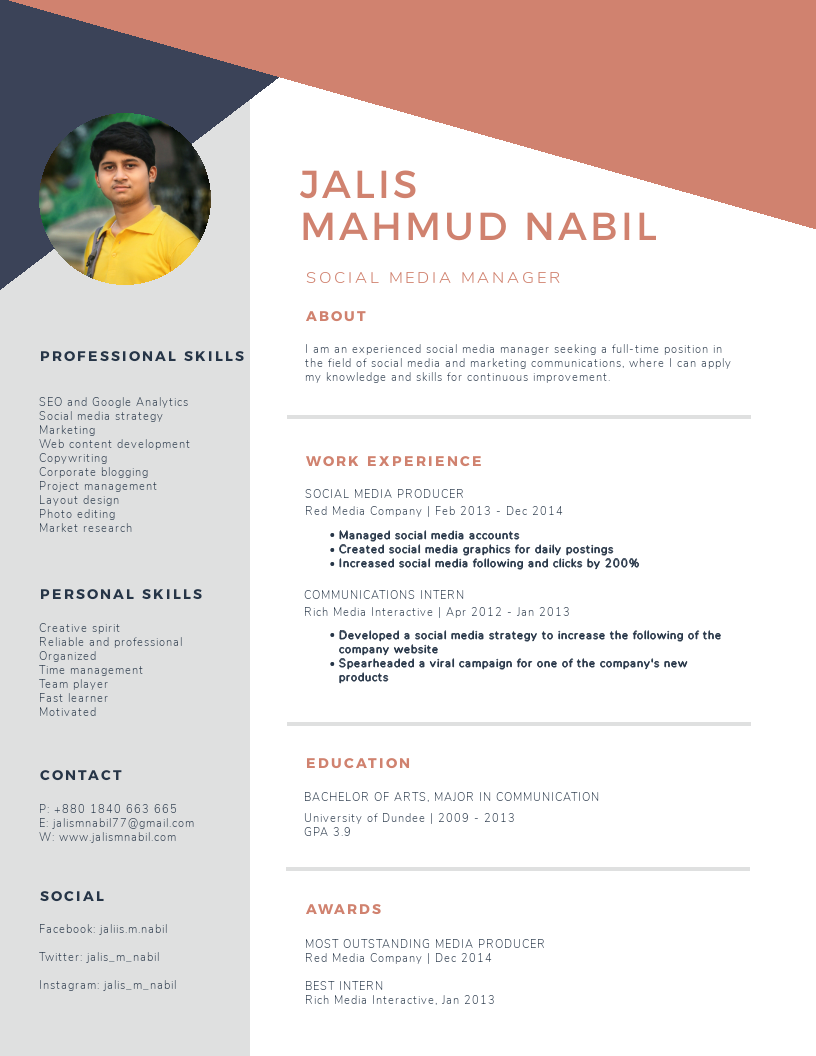 JALIS
MAHMUD NABIL
SOCIAL MEDIA MANAGER
ABOUT
I am an experienced social media manager seeking a full-time position in
the field of social media and marketing communications, where I can apply
my knowledge and skills for continuous improvement.
WORK EXPERIENCE
SOCIAL MEDIA PRODUCER
Red Media Company | Feb 2013 - Dec 2014
• Managed social media accounts
• Created social media graphics for daily postings
• Increased social media following and clicks by 200%
COMMUNICATIONS INTERN
Rich Media Interactive | Apr 2012 - Jan 2013
• Developed a social media strategy to increase the following of the
company website
• Spearheaded a viral campaign for one of the company's new
products
EDUCATION
BACHELOR OF ARTS, MAJOR IN COMMUNICATION
University of Dundee | 2009 - 2013
GPA 3.9
AWARDS
MOST OUTSTANDING MEDIA PRODUCER
Red Media Company | Dec 2014
BEST INTERN
Rich Media Interactive, Jan 2013
PROFESSIONAL SKILLS
SEO and Google Analytics
Social media strategy
Marketing
Web content development
Copywriting
Corporate blogging
Project management
Layout design
Photo editing
Market research
PERSONAL SKILLS
Creative spirit
Reliable and professional
Organized
Time management
Team player
Fast learner
Motivated
CONTACT
P: +880 1840 663 665
E: jalismnabil77@gmail.com
W: www.jalismnabil.com
SOCIAL
Facebook: jaliis.m.nabil
Twitter: jalis_m_nabil
Instagram: jalis_m_nabil